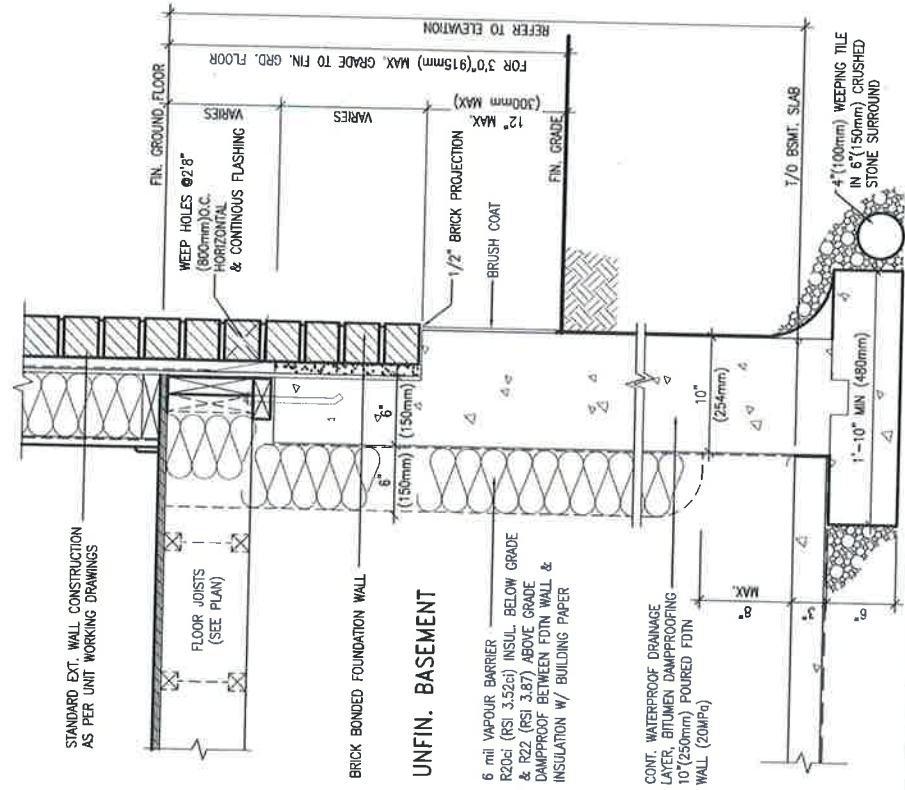 STANDARD EXT. WALL CONSTRUCTION
AS PER UNIT WORKING DRAWINGS
FLOOR JOISTS
(SEE PLAN)
BRICK BONDED FOUNDATION WALL
UNFIN. BASEMENT
6 mil VAPOUR BARRIER
R20ci (RSI 3.52ci) INSUL. BELOW GRADE
& R22 (RSI 3.87) ABOVE GRADE
DAMPPROOF BETWEEN FDTN WALL &
INSULATION W/ BUILDING PAPER
CONT. WATERPROOF DRAINAGE
LAYER, BITUMEN DAMPPROOFING
10"(250mm) POURED FDTN
WALL (20MPa)
6"
(150mm)
6"
(150mm)
10"
(254mm)
1'-10" MIN (480mm)
MAX.
8"
3"
6"
WEEP HOLES @2'8"
(800mm)O.C.
HORIZONTAL
& CONTINOUS FLASHING
1/2" BRICK PROJECTION
BRUSH COAT
FIN. GROUND FLOOR
VARIES
VARIES
12" MAX.
(300mm MAX)
FOR 3'0"(915mm) MAX. GRADE TO FIN. GRD. FLOOR
REFER TO ELEVATION
FIN. GRADE
T/O BSMT. SLAB
4"(100mm) WEEPING TILE
IN 6"(150mm) CRUSHED
STONE SURROUND